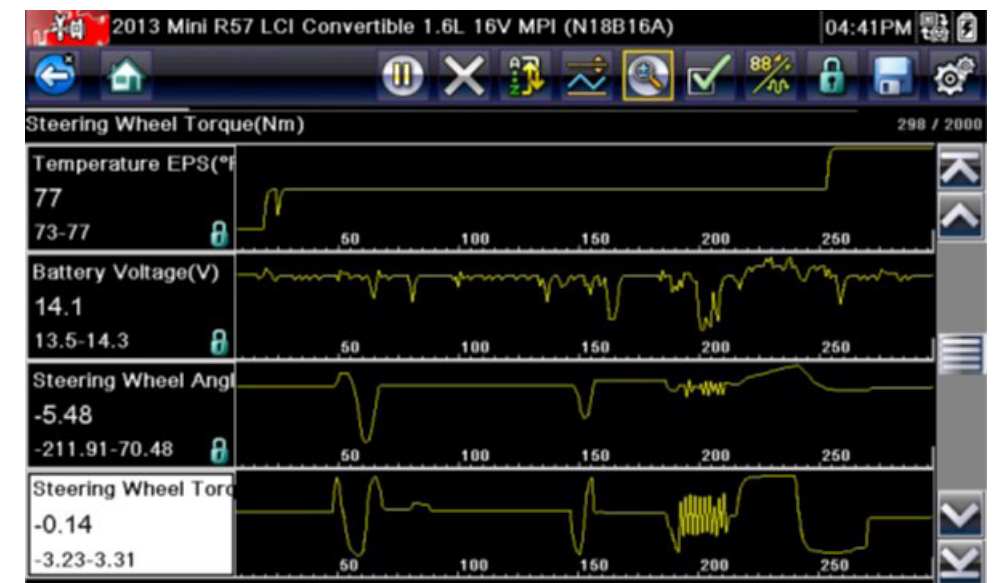 2013 Mini R57 LCI Convertible 1.6L 16V MPI (N18B16A) 04:41PM
Steering Wheel Torque(Nm) 298 / 2000
Temperature EPS(°F
77
73-77
50 100 150 200 250
Battery Voltage(V)
14.1
13.5-14.3
50 100 150 200 250
Steering Wheel Angl
-5.48
-211.91-70.48
50 100 150 200 250
Steering Wheel Torq
-0.14
-3.23-3.31
50 100 150 200 250